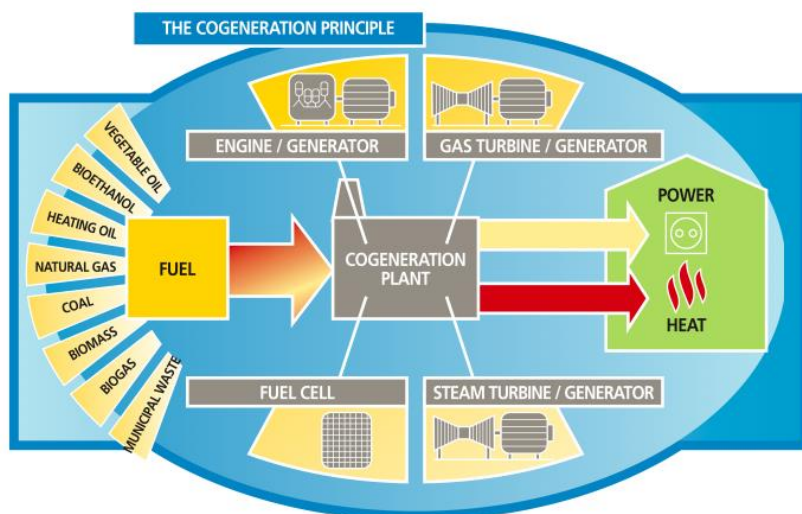 THE COGENERATION PRINCIPLE
ENGINE / GENERATOR
GAS TURBINE / GENERATOR
VEGETABLE OIL
BIOETHANOL
HEATING OIL
NATURAL GAS
COAL
BIOMASS
BIOGAS
MUNICIPAL WASTE
FUEL
COGENERATION
PLANT
POWER
HEAT
FUEL CELL
STEAM TURBINE / GENERATOR